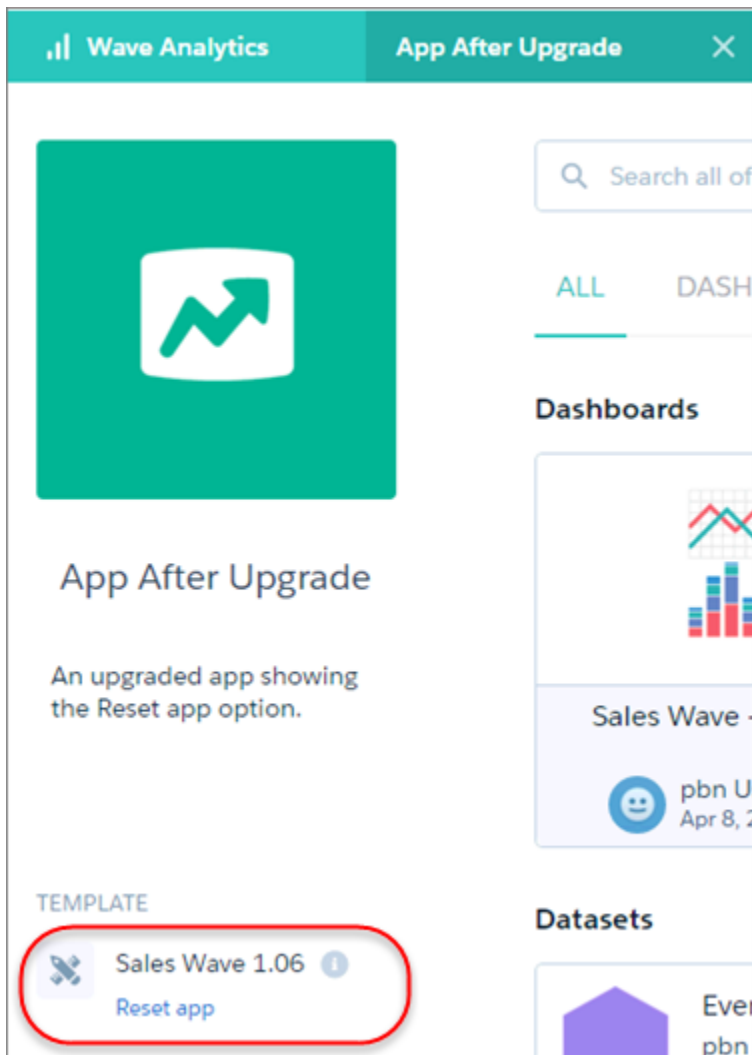 Wave Analytics
App After Upgrade
Search all of
ALL
DASH
Dashboards
App After Upgrade
An upgraded app showing
the Reset app option.
Sales Wave -
pbn U
Apr 8, 2
TEMPLATE
Sales Wave 1.06
Reset app
Datasets
Ever
pbn